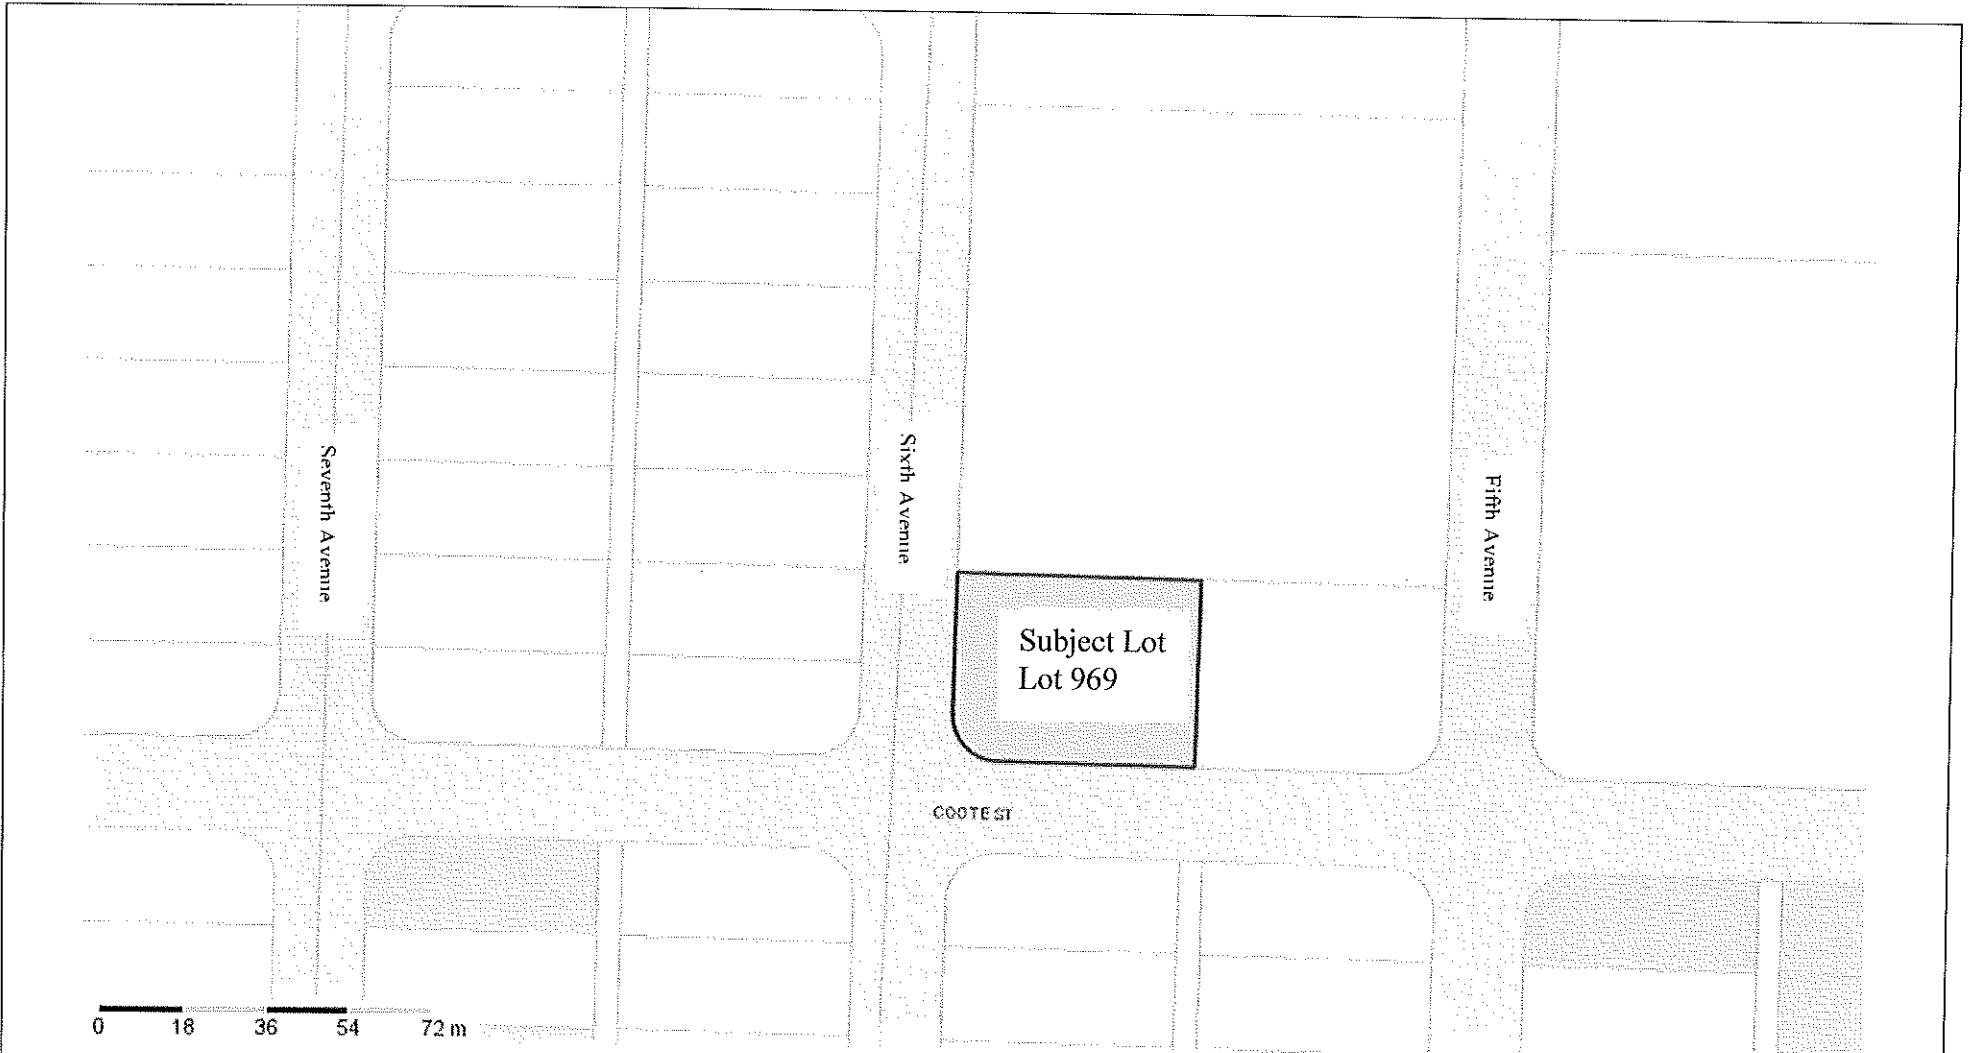 Seventh Avenue
Sixth Avenue
Fifth Avenue
Subject Lot
Lot 969
COOTE ST
0 18 36 54 72 m